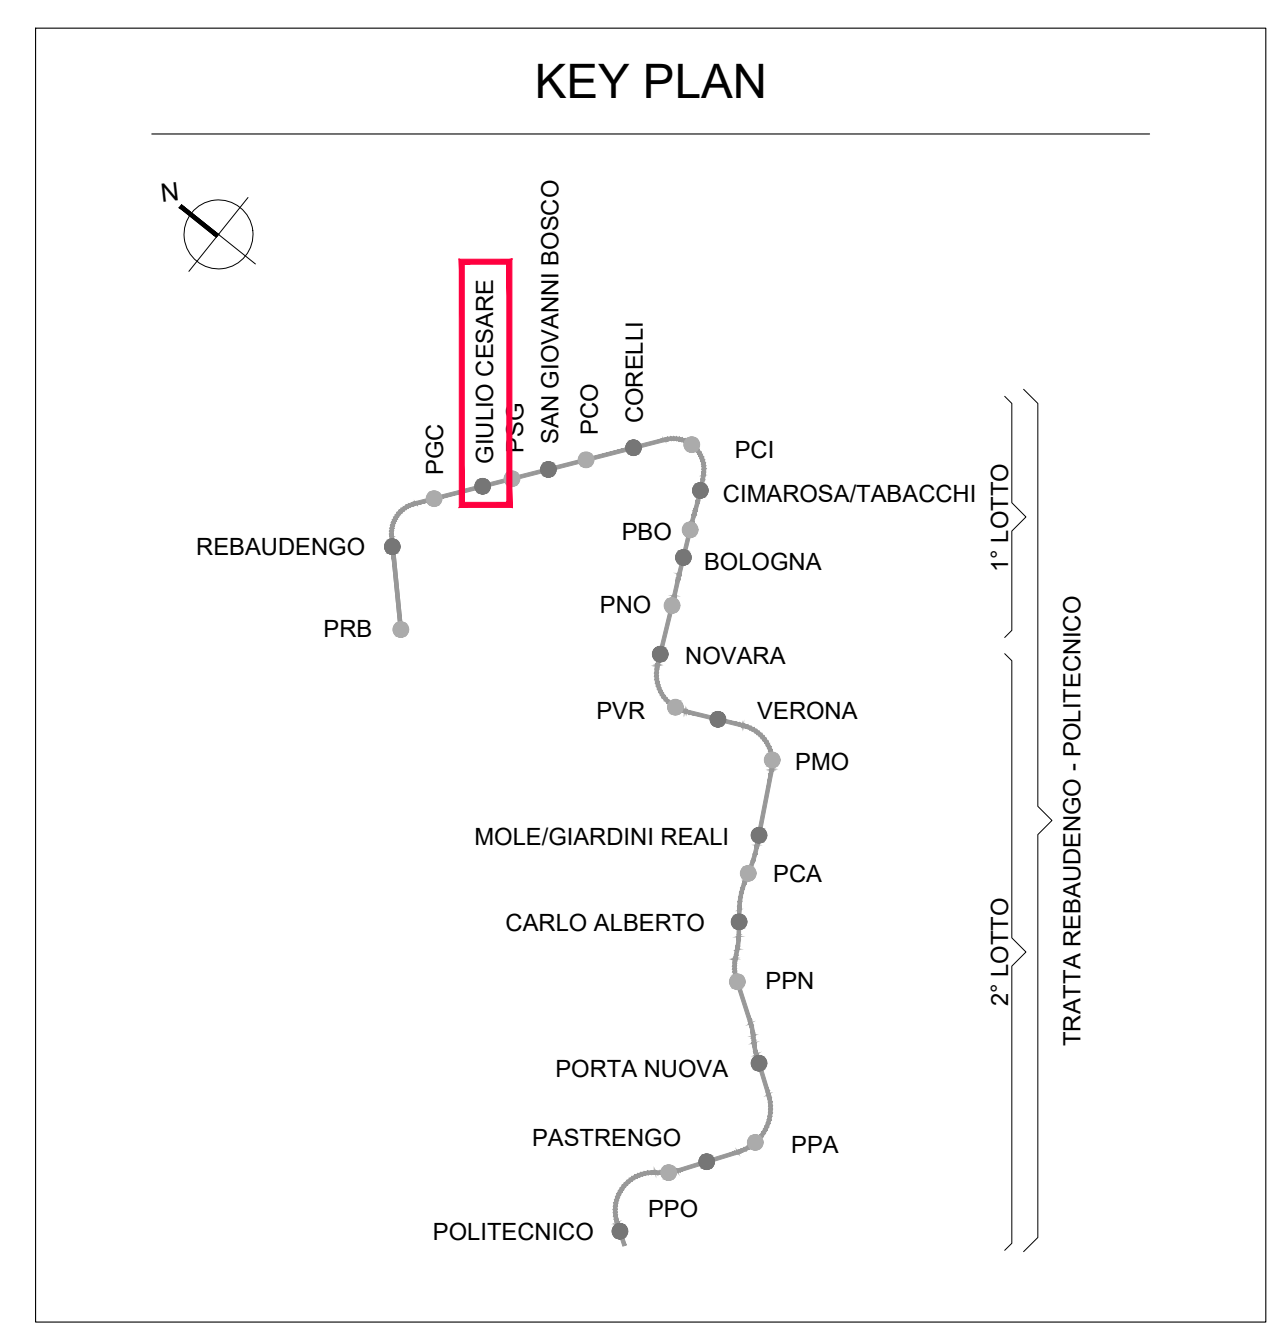 KEY PLAN
N
PGC
GIULIO CESARE
PSG
SAN GIOVANNI BOSCO
PCO
CORELLI
PCI
CIMAROSA/TABACCHI
PBO
BOLOGNA
REBAUDENGO
PNO
PRB
NOVARA
PVR
VERONA
PMO
MOLE/GIARDINI REALI
PCA
CARLO ALBERTO
PPN
PORTA NUOVA
PASTRENGO
PPA
PPO
POLITECNICO
1° LOTTO
2° LOTTO
TRATTA REBAUDENGO - POLITECNICO